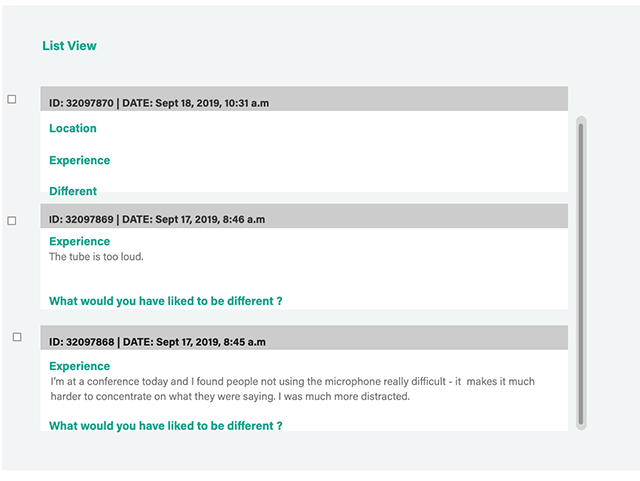 List View
ID: 32097870 | DATE: Sept 18, 2019, 10:31 a.m
Location
Experience
Different
ID: 32097869 | DATE: Sept 17, 2019, 8:46 a.m
Experience
The tube is too loud.
What would you have liked to be different ?
ID: 32097868 | DATE: Sept 17, 2019, 8:45 a.m
Experience
I'm at a conference today and I found people not using the microphone really difficult - it makes it much
harder to concentrate on what they were saying. I was much more distracted.
What would you have liked to be different ?